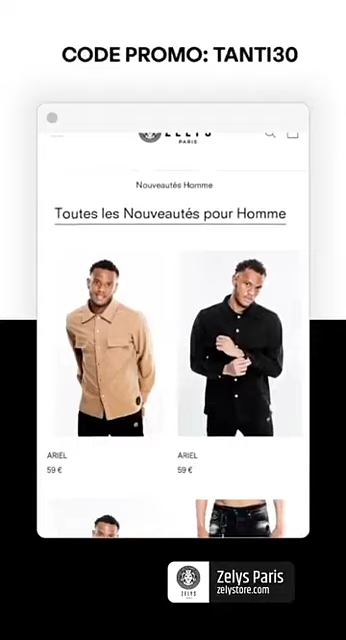 CODE PROMO: TANTI30
ZELYS
PARIS
Nouveautés Homme
Toutes les Nouveautés pour Homme
ARIEL
59 €
ARIEL
59 €
ZELYS
Zelys Paris
zelystore.com